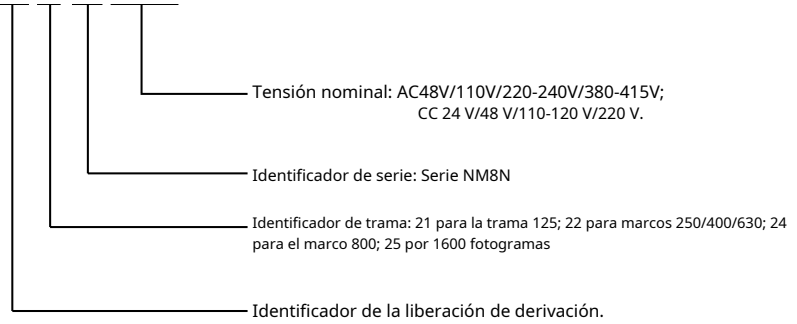 Tensión nominal: AC48V/110V/220-240V/380-415V;
CC 24 V/48 V/110-120 V/220 V.
Identificador de serie: Serie NM8N
Identificador de trama: 21 para la trama 125; 22 para marcos 250/400/630; 24
para el marco 800; 25 por 1600 fotogramas
Identificador de la liberación de derivación.